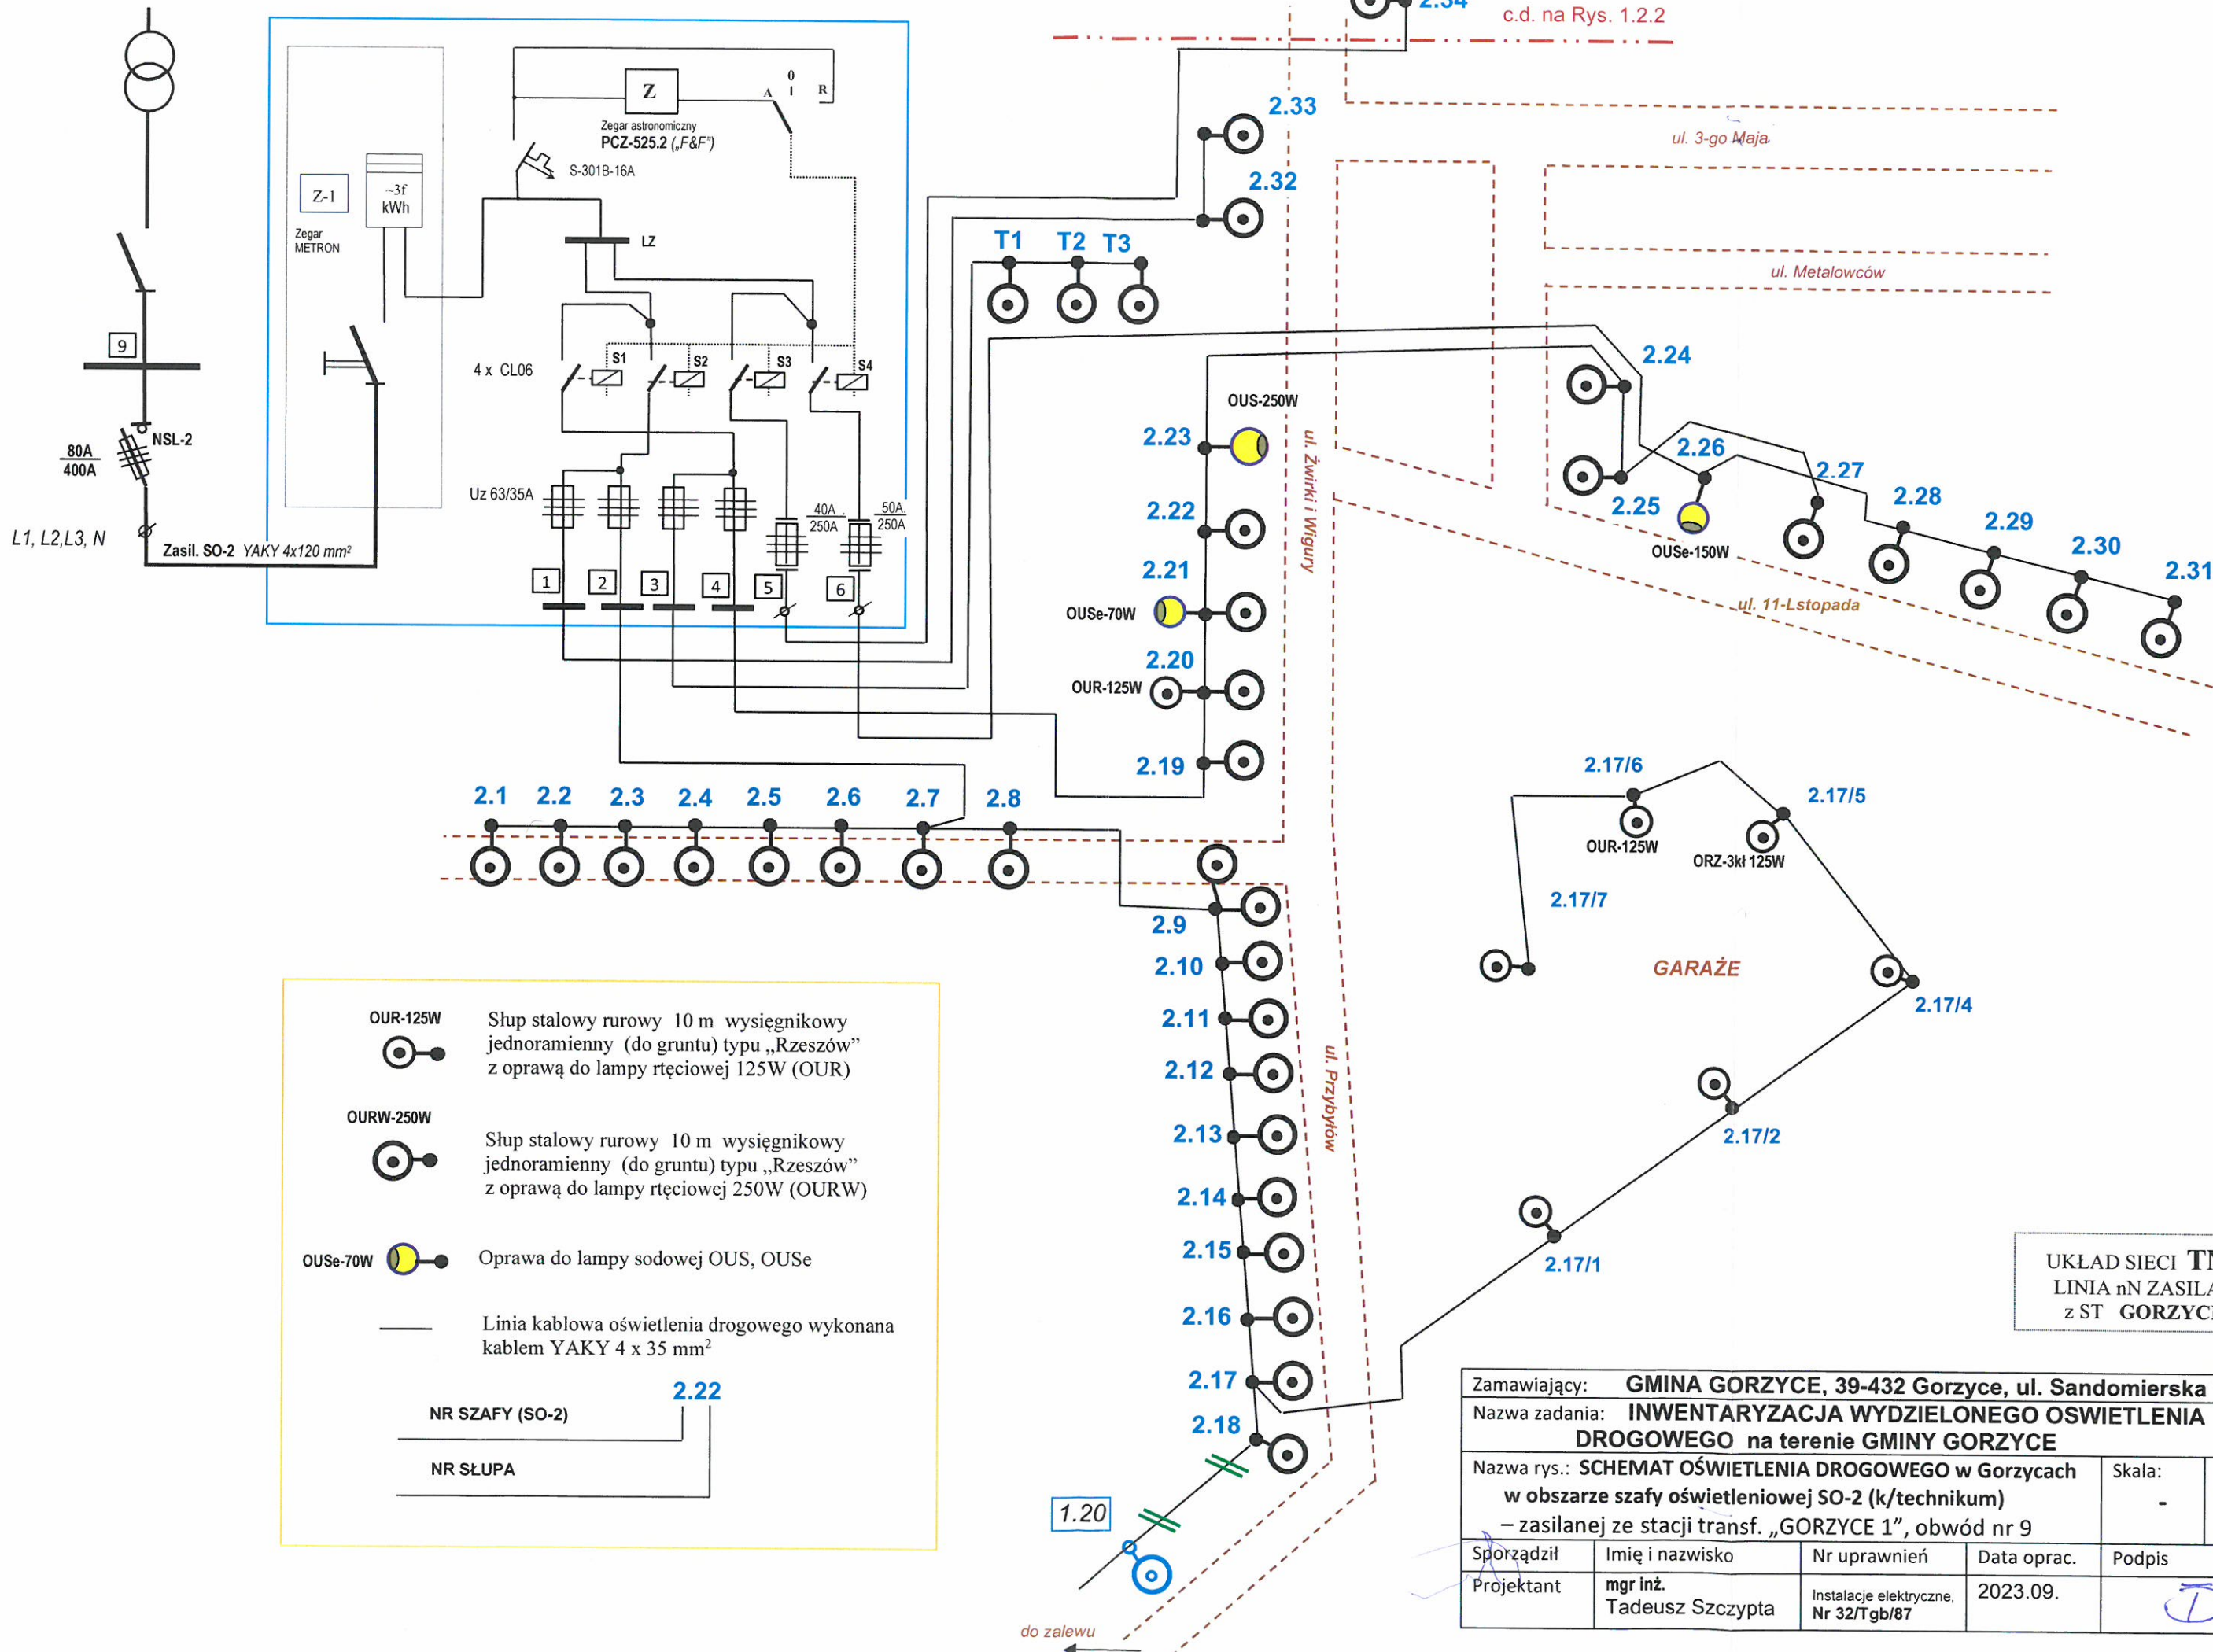 2.34
c.d. na Rys. 1.2.2
Z
A
0
R
Zegar astronomiczny
PCZ-525.2 („F&F”)
S-301B-16A
Z-1
~3f
kWh
Zegar
METRON
LZ
9
4 x CL06
S1
S2
S3
S4
80A
400A
NSL-2
Uz 63/35A
40A
250A
50A.
250A
L1, L2,L3, N
Zasil. SO-2 YAKY 4x120 mm²
1
2
3
4
5
6
2.33
2.32
T1
T2
T3
ul. 3-go Maja
ul. Metalowców
2.24
OUS-250W
2.23
2.26
2.27
2.25
2.28
2.29
2.30
2.31
OUSe-150W
2.22
2.21
OUSe-70W
2.20
OUR-125W
2.19
ul. Żwirki i Wigury
ul. 11-Lstopada
2.1
2.2
2.3
2.4
2.5
2.6
2.7
2.8
2.17/6
2.17/5
OUR-125W
ORZ-3kł 125W
2.17/7
GARAŻE
2.17/4
2.17/2
2.17/1
2.9
2.10
2.11
2.12
2.13
2.14
2.15
2.16
2.17
2.18
ul. Przybyłów
1.20
do zalewu
OUR-125W
Słup stalowy rurowy 10 m wysięgnikowy
jednoramienny (do gruntu) typu „Rzeszów”
z oprawą do lampy rtęciowej 125W (OUR)
OURW-250W
Słup stalowy rurowy 10 m wysięgnikowy
jednoramienny (do gruntu) typu „Rzeszów”
z oprawą do lampy rtęciowej 250W (OURW)
OUSe-70W
Oprawa do lampy sodowej OUS, OUSe
Linia kablowa oświetlenia drogowego wykonana
kablem YAKY 4 x 35 mm²
2.22
NR SZAFY (SO-2)
NR SŁUPA
UKŁAD SIECI
LINIA nN
z ST
Zamawiający: GMINA GORZYCE, 39-432 Gorzyce, ul. Sandomierska
Nazwa zadania: INWENTARYZACJA WYDZIELONEGO OSWIETLENIA
DROGOWEGO na terenie GMINY GORZYCE
Nazwa rys.: SCHEMAT OŚWIETLENIA DROGOWEGO w Gorzycach
w obszarze szafy oświetleniowej SO-2 (k/technikum)
– zasilanej ze stacji transf. „GORZYCE 1”, obwód nr 9
Skala:
-
Sporządził
Imię i nazwisko
Nr uprawnień
Data oprac.
Podpis
Projektant
mgr inż.
Tadeusz Szczypta
Instalacje elektryczne,
Nr 32/Tgb/87
2023.09.